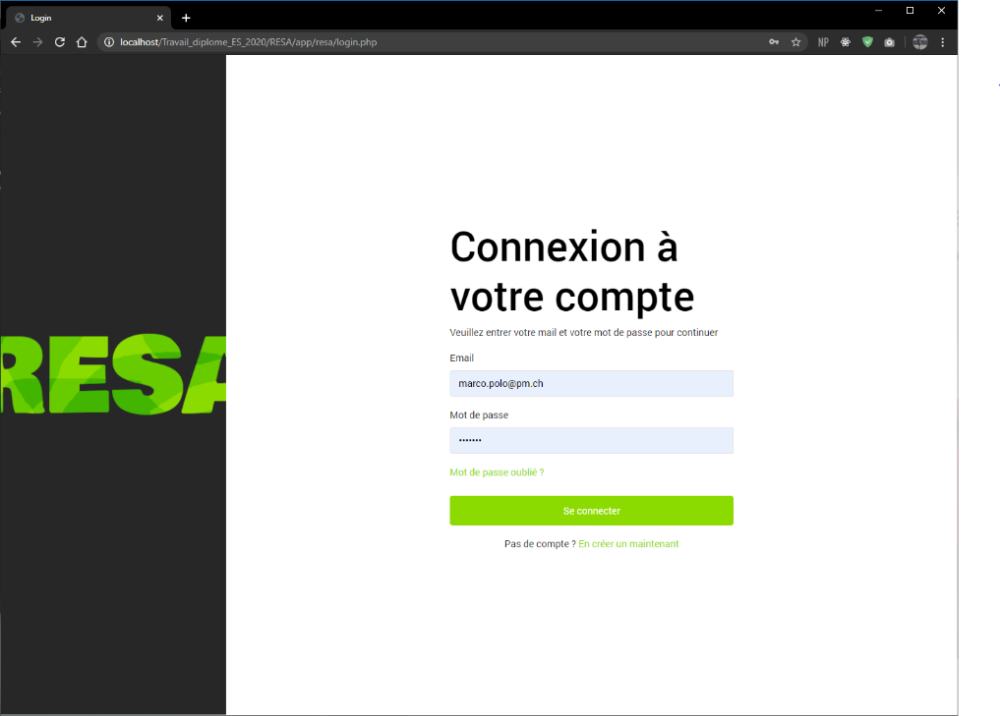 Login
localhost/Travail_diplome_ES_2020/RESA/app/resa/login.php
NP
RESA
Connexion à
votre compte
Veuillez entrer votre mail et votre mot de passe pour continuer
Email
marco.polo@pm.ch
Mot de passe
•••••••
Mot de passe oublié ?
Se connecter
Pas de compte ? En créer un maintenant